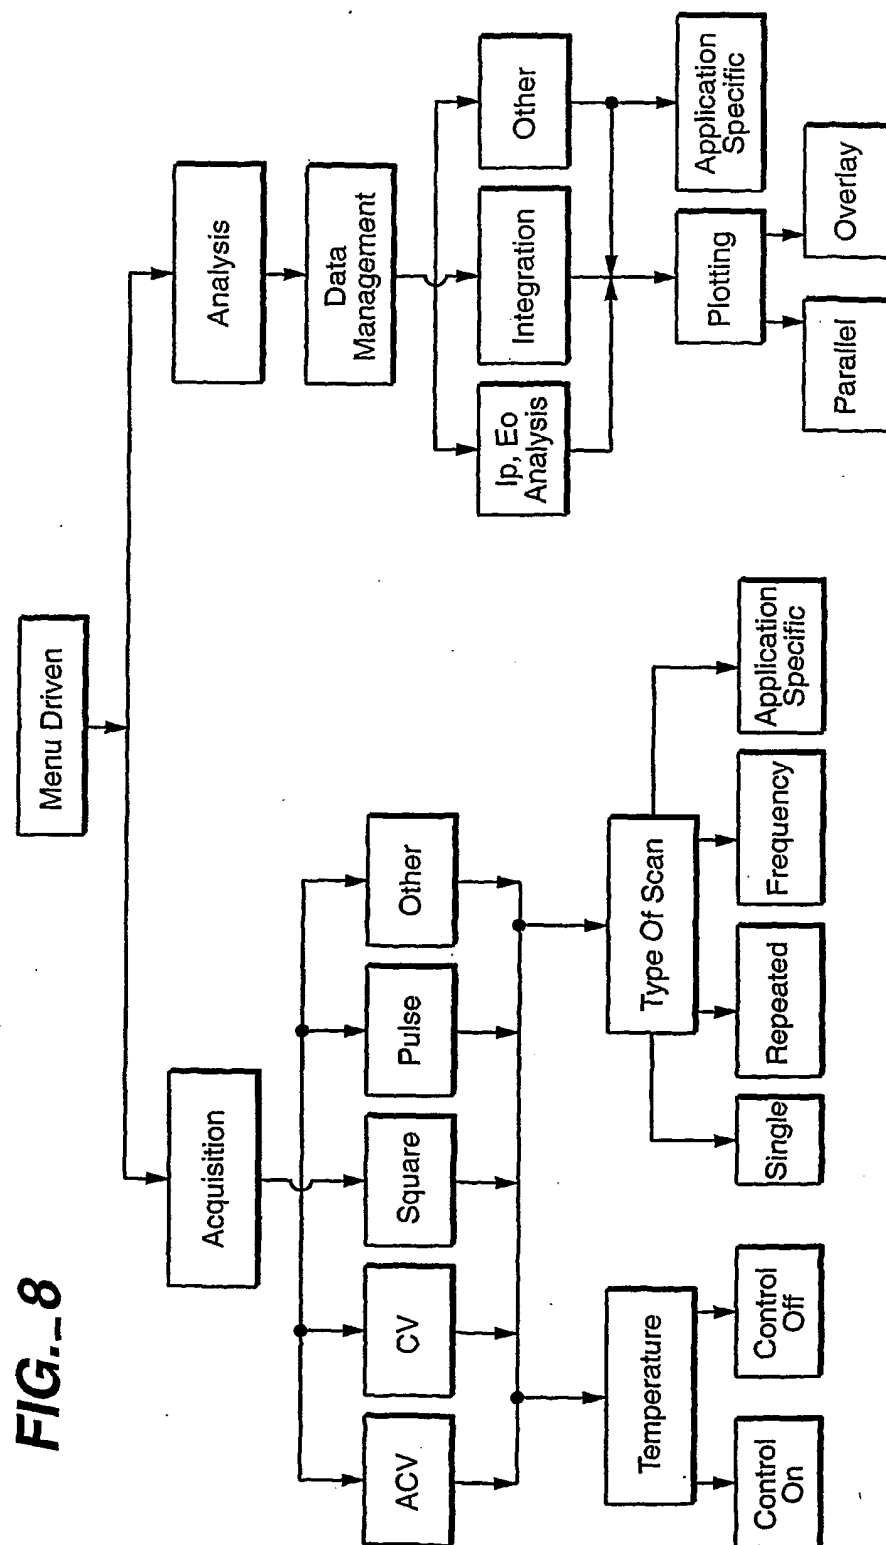 FIG._8
Menu Driven
Acquisition
Analysis
Data
Management
ACV
CV
Square
Pulse
Other
Ip, Eo
Analysis
Integration
Other
Temperature
Type Of Scan
Plotting
Application
Specific
Control
On
Control
Off
Single
Repeated
Frequency
Application
Specific
Parallel
Overlay